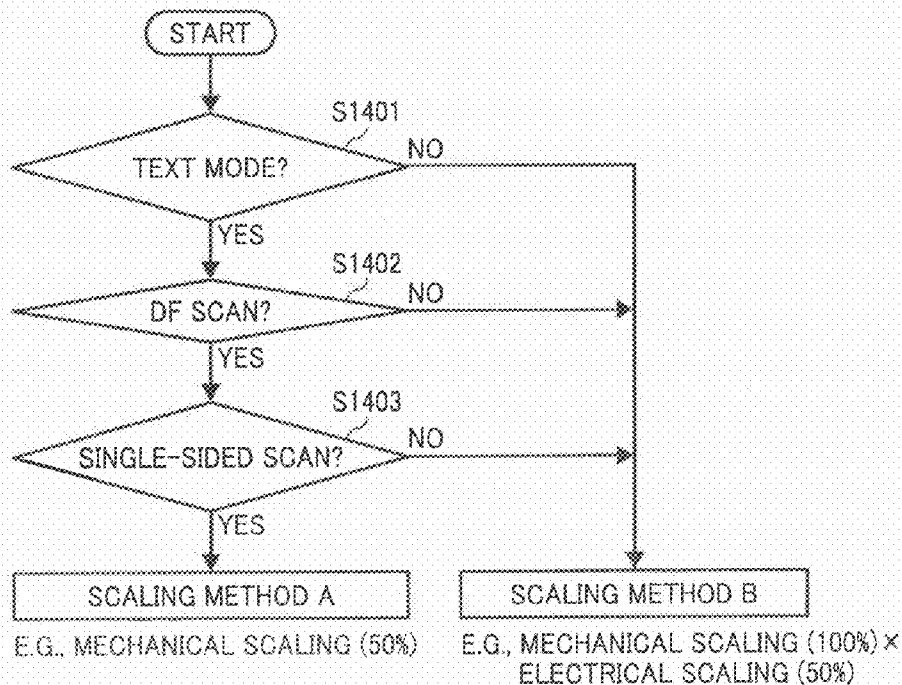 START
S1401
TEXT MODE?
NO
YES
S1402
DF SCAN?
NO
YES
S1403
SINGLE-SIDED SCAN?
NO
YES
SCALING METHOD A
E.G., MECHANICAL SCALING (50%)
SCALING METHOD B
E.G., MECHANICAL SCALING (100%) ×
ELECTRICAL SCALING (50%)